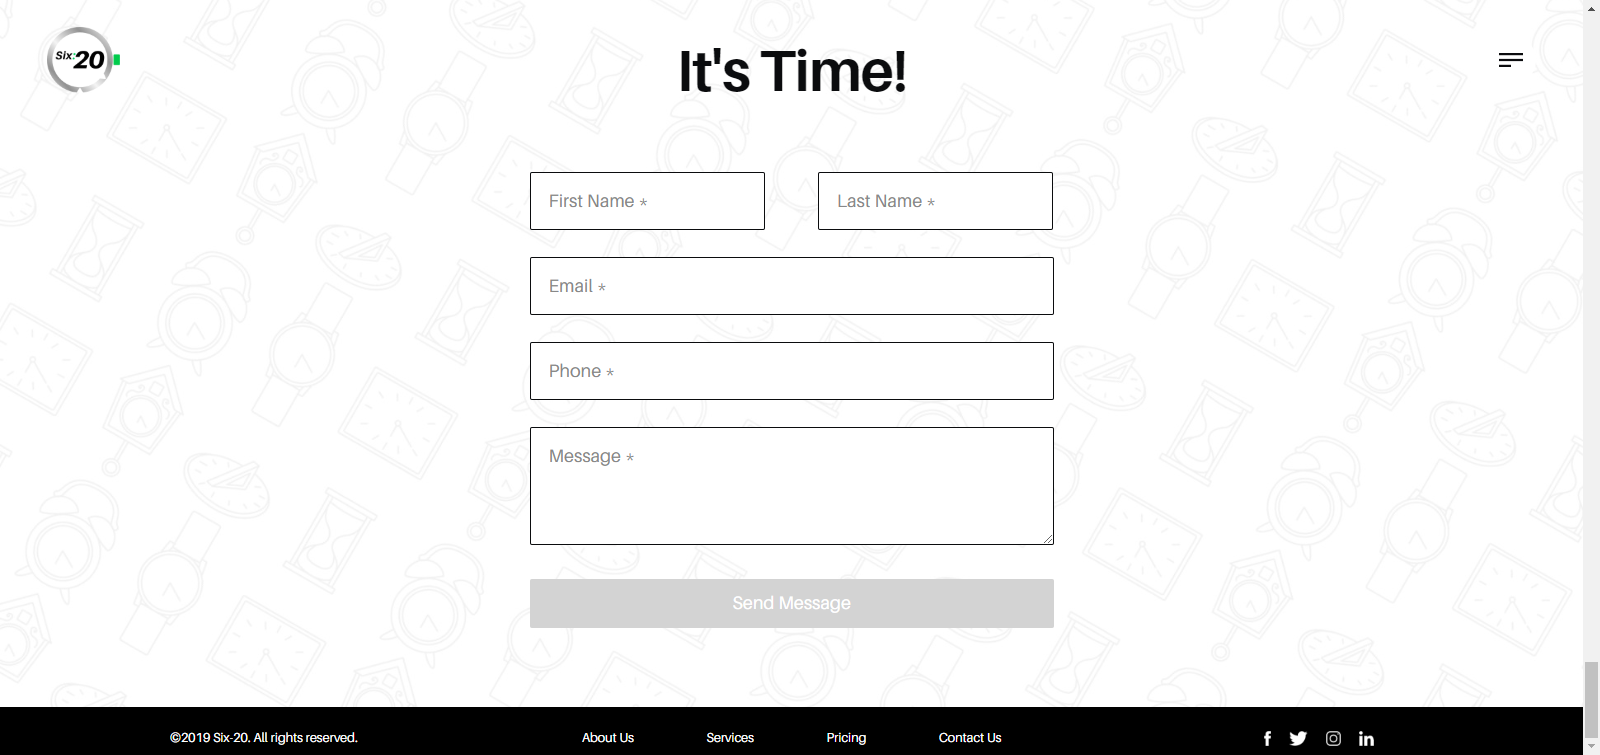 Six:20
It's Time!
First Name *
Last Name *
Email *
Phone *
Message *
Send Message
©2019 Six-20. All rights reserved.
About Us
Services
Pricing
Contact Us